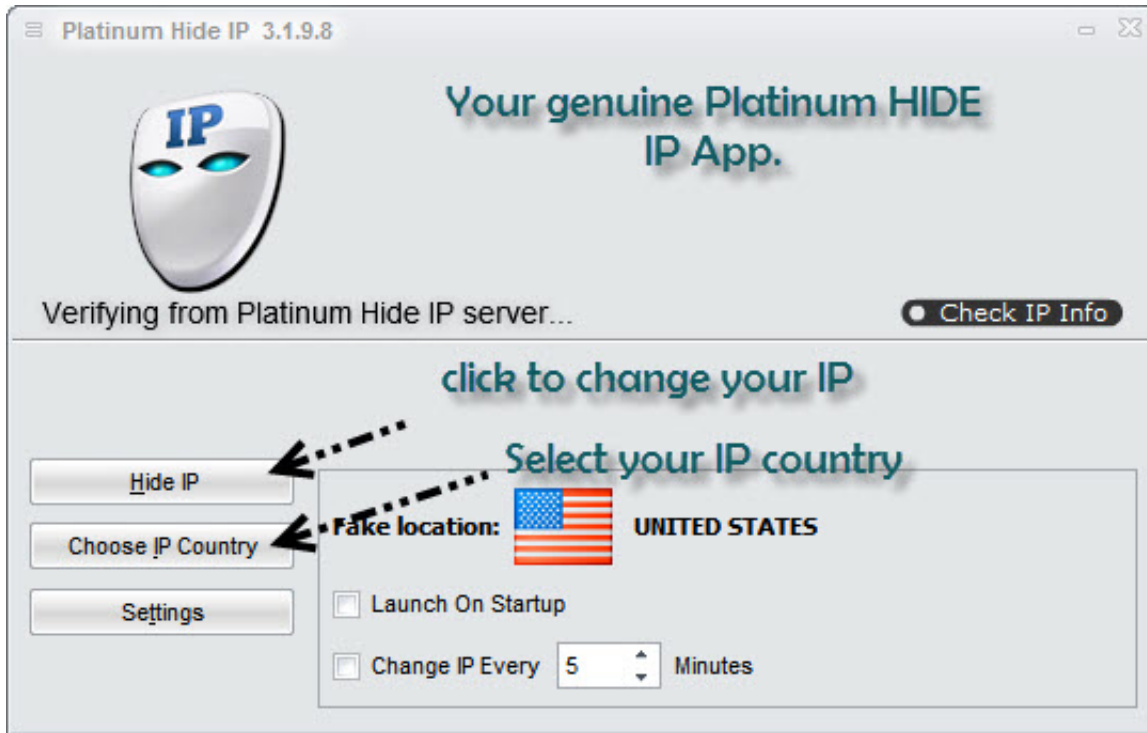 Platinum Hide IP 3.1.9.8
IP
Your genuine Platinum HIDE
IP App.
Verifying from Platinum Hide IP server...
Check IP Info
click to change your IP
Select your IP country
Hide IP
Choose IP Country
Settings
Fake location:
UNITED STATES
Launch On Startup
Change IP Every 5 Minutes